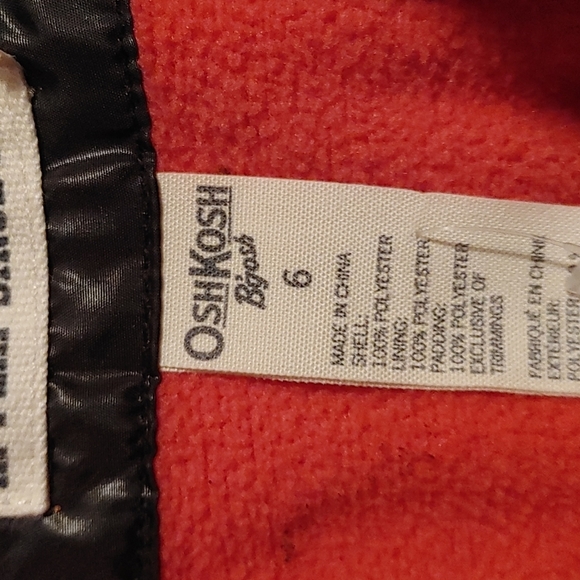 OSHKOSH
B'gosh
6
MADE IN CHINA
SHELL:
100% POLYESTER
LINING:
100% POLYESTER
PADDING:
100% POLYESTER
EXCLUSIVE OF
TRIMMINGS
FABRIQUÉ EN CHINE
EXTERIEUR:
POLYESTER